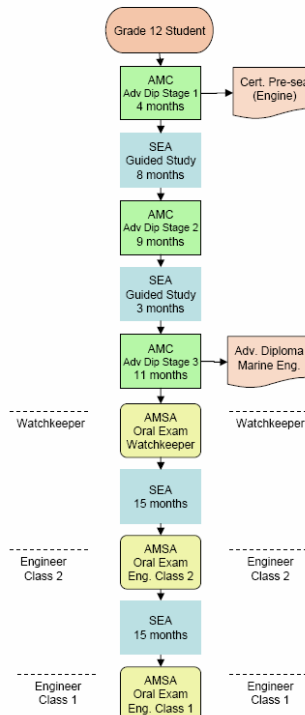 Grade 12 Student
AMC
Adv Dip Stage 1
4 months
Cert. Pre-sea
(Engine)
SEA
Guided Study
8 months
AMC
Adv Dip Stage 2
9 months
SEA
Guided Study
3 months
AMC
Adv Dip Stage 3
11 months
Adv. Diploma
Marine Eng.
Watchkeeper
AMSA
Oral Exam
Watchkeeper
Watchkeeper
SEA
15 months
Engineer
Class 2
AMSA
Oral Exam
Eng. Class 2
Engineer
Class 2
SEA
15 months
Engineer
Class 1
AMSA
Oral Exam
Eng. Class 1
Engineer
Class 1